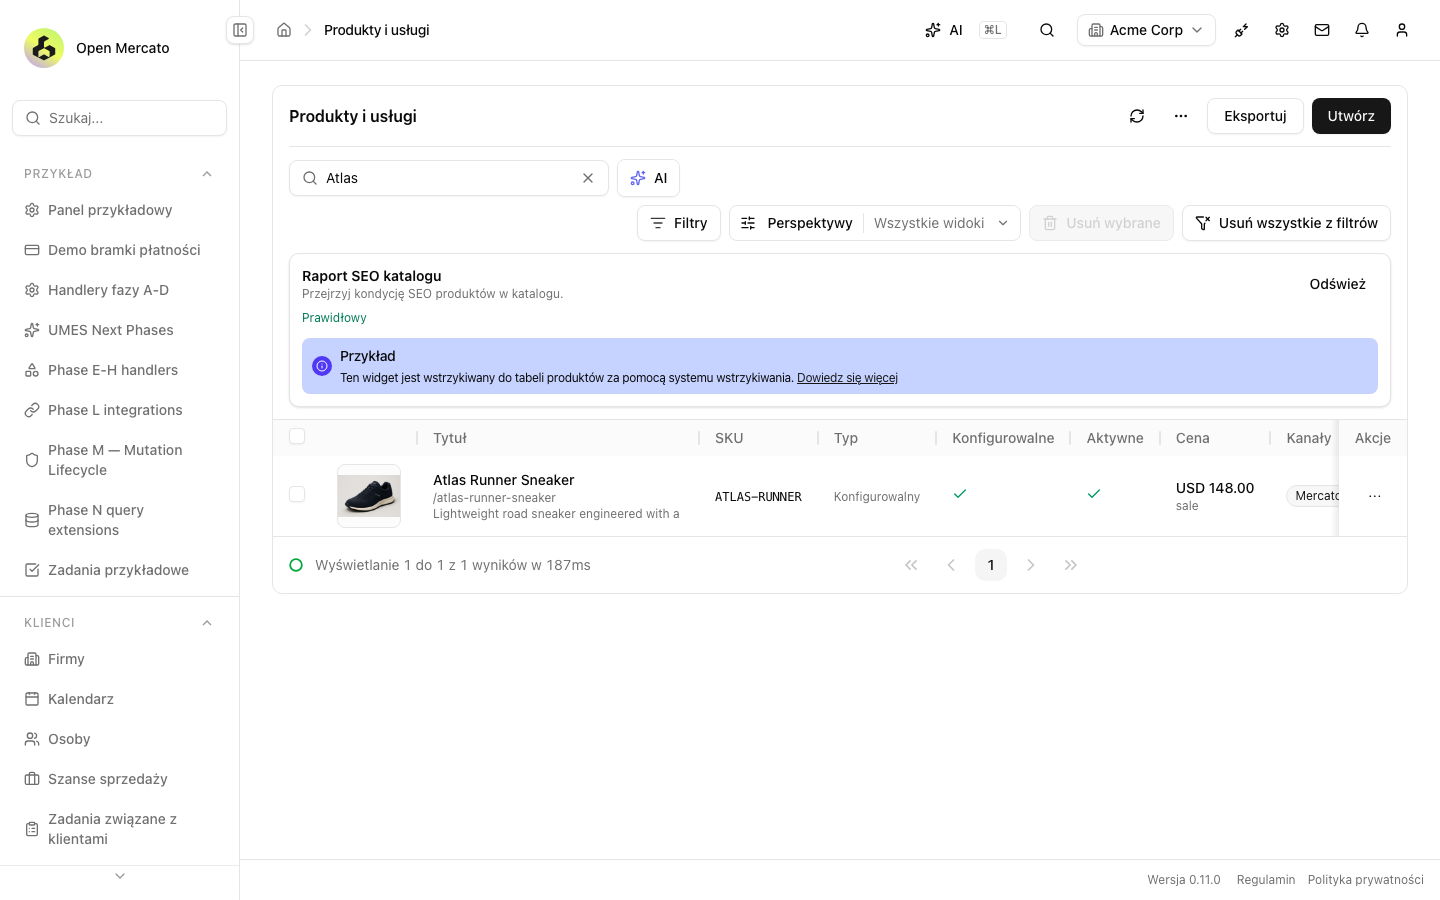 Open Mercato
Szukaj...
PRZYKŁAD
Panel przykładowy
Demo bramki płatności
Handlery fazy A-D
UMES Next Phases
Phase E-H handlers
Phase L integrations
Phase M — Mutation
Lifecycle
Phase N query
extensions
Zadania przykładowe
KLIENCI
Firmy
Kalendarz
Osoby
Szanse sprzedaży
Zadania związane z
klientami
Produkty i usługi
AI ⌘L
Acme Corp
Produkty i usługi
Eksportuj
Utwórz
Atlas
AI
Filtry
Perspektywy
Wszystkie widoki
Usuń wybrane
Usuń wszystkie z filtrów
Raport SEO katalogu
Przejrzyj kondycję SEO produktów w katalogu.
Odśwież
Prawidłowy
Przykład
Ten widget jest wstrzykiwany do tabeli produktów za pomocą systemu wstrzykiwania. Dowiedz się więcej
Tytuł SKU Typ Konfigurowalne Aktywne Cena Kanały Akcje
Atlas Runner Sneaker
/atlas-runner-sneaker
Lightweight road sneaker engineered with a
ATLAS-RUNNER
Konfigurowalny
USD 148.00
sale
Mercato
...
Wyświetlanie 1 do 1 z 1 wyników w 187ms
1
Wersja 0.11.0 Regulamin Polityka prywatności